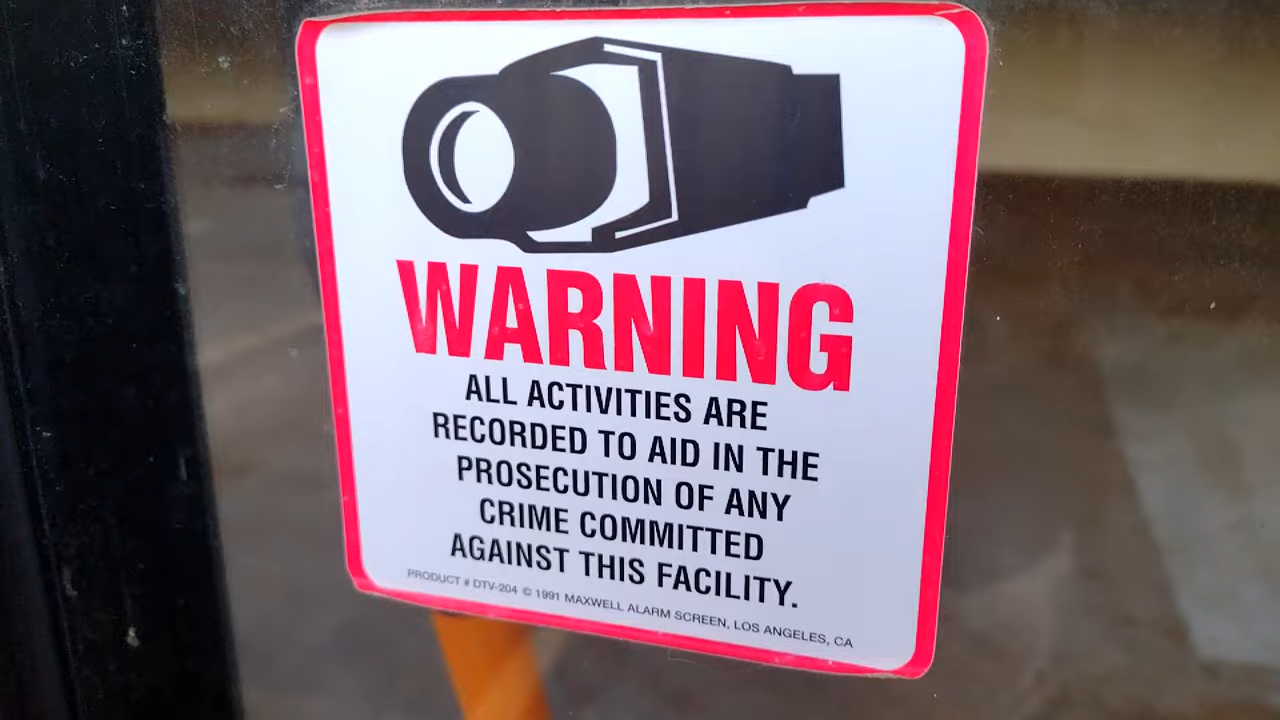 WARNING
ALL ACTIVITIES ARE
RECORDED TO AID IN THE
PROSECUTION OF ANY
CRIME COMMITTED
AGAINST THIS FACILITY.
PRODUCT # DTV-204 © 1991 MAXWELL ALARM SCREEN, LOS ANGELES, CA